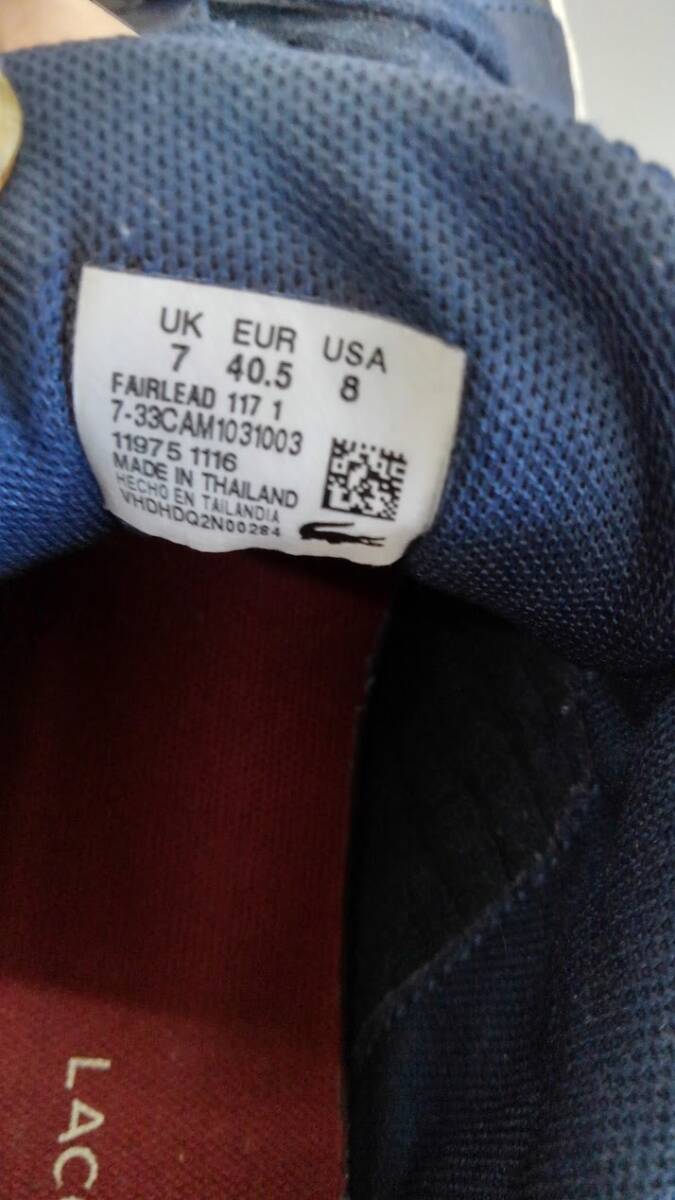 UK EUR USA
7 40.5 8
FAIRLEAD 117 1
7-33CAM1031003
11975 1116
MADE IN THAILAND
HECHO EN TAILANDIA
VHDHDQ2N00284
LACO